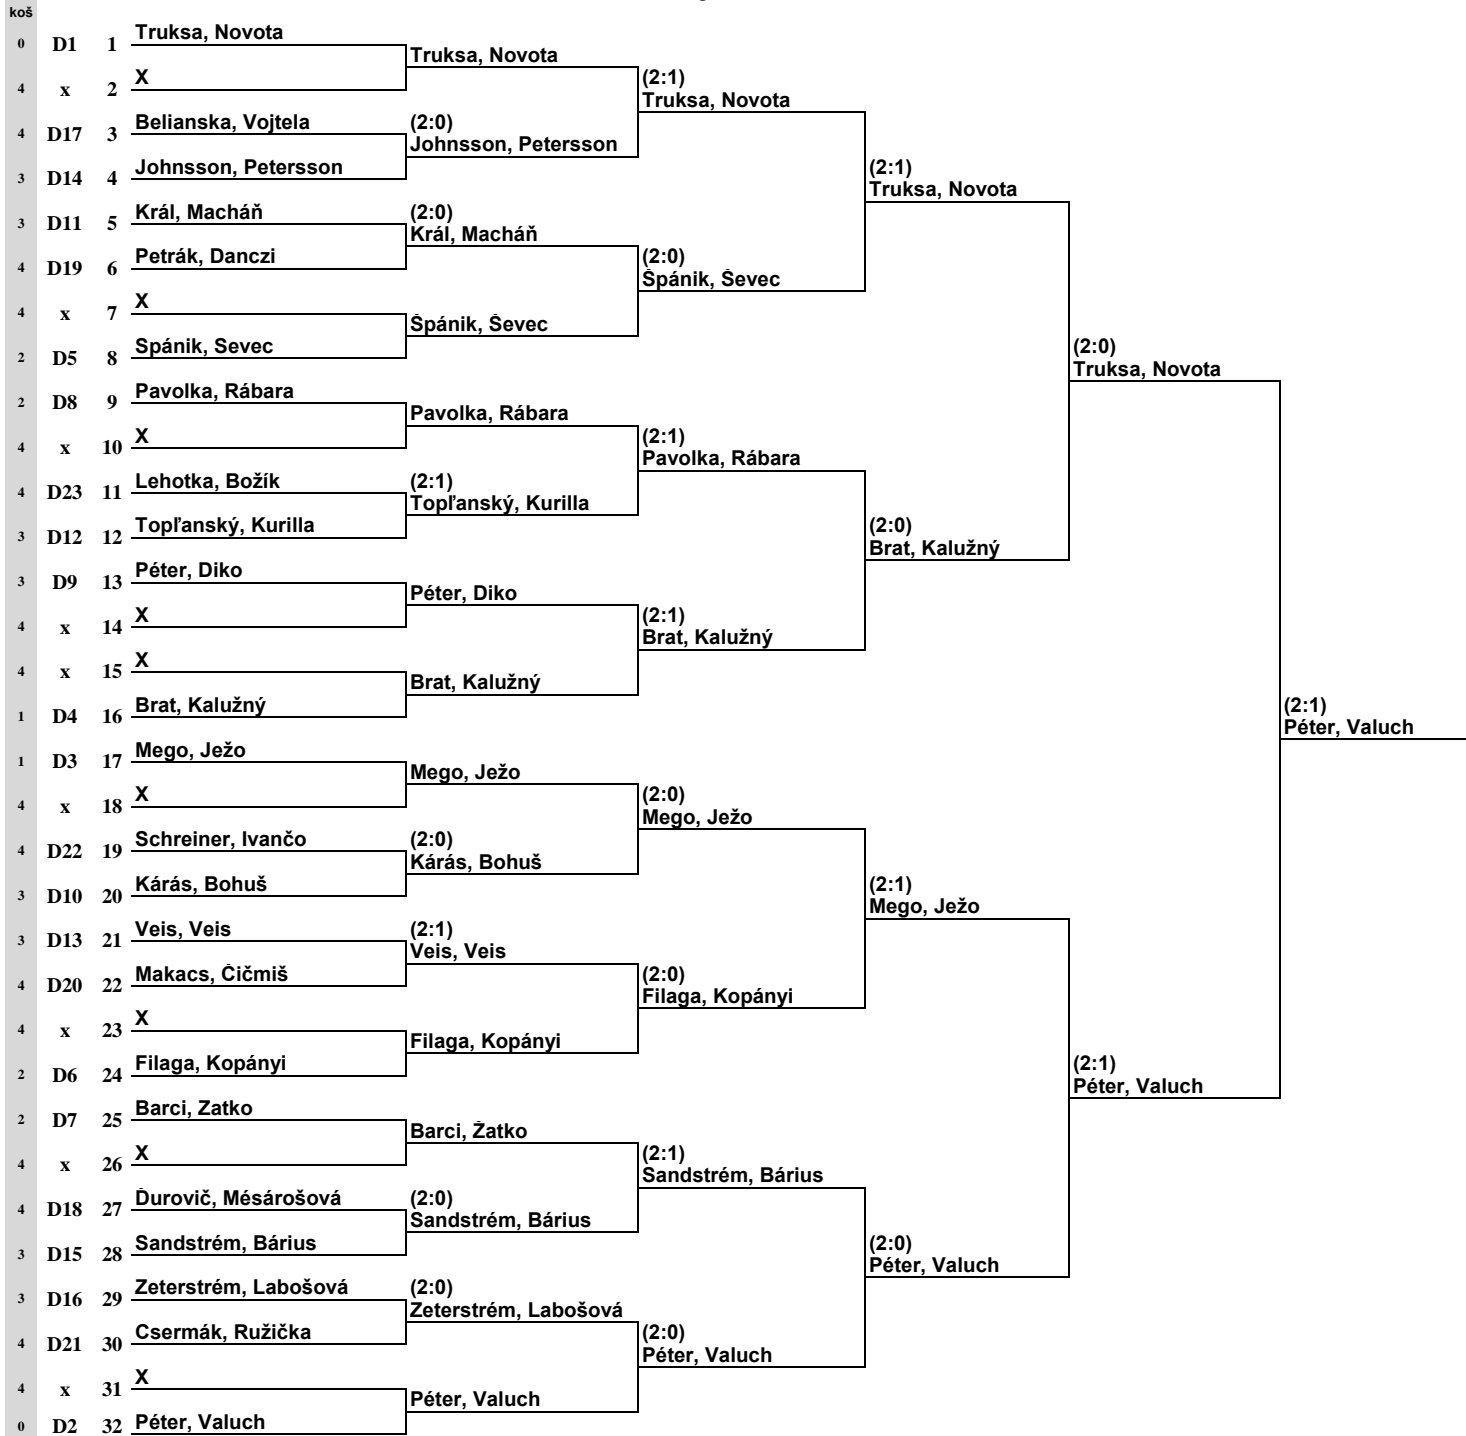 koš
0 D1 1 Truksa, Novota
Truksa, Novota
4 x 2 X
(2:1)
Truksa, Novota
4 D17 3 Belianska, Vojtela
(2:0)
Johnsson, Petersson
3 D14 4 Johnsson, Petersson
(2:1)
Truksa, Novota
3 D11 5 Král, Macháň
(2:0)
Král, Macháň
4 D19 6 Petrák, Danczi
(2:0)
Špánik, Ševec
4 x 7 X
Špánik, Ševec
2 D5 8 Spánik, Sevec
(2:0)
Truksa, Novota
2 D8 9 Pavolka, Rábara
Pavolka, Rábara
4 x 10 X
(2:1)
Pavolka, Rábara
4 D23 11 Lehotka, Božík
(2:1)
Topľanský, Kurilla
3 D12 12 Topľanský, Kurilla
(2:0)
Brat, Kalužný
3 D9 13 Péter, Diko
Péter, Diko
4 x 14 X
(2:1)
Brat, Kalužný
4 x 15 X
Brat, Kalužný
1 D4 16 Brat, Kalužný
(2:1)
Péter, Valuch
1 D3 17 Mego, Ježo
Mego, Ježo
4 x 18 X
(2:0)
Mego, Ježo
4 D22 19 Schreiner, Ivančo
(2:0)
Kárás, Bohuš
3 D10 20 Kárás, Bohuš
(2:1)
Mego, Ježo
3 D13 21 Veis, Veis
(2:1)
Veis, Veis
4 D20 22 Makacs, Čičmiš
(2:0)
Filaga, Kopányi
4 x 23 X
Filaga, Kopányi
2 D6 24 Filaga, Kopányi
(2:1)
Péter, Valuch
2 D7 25 Barci, Zatko
Barci, Žatko
4 x 26 X
(2:1)
Sandstrém, Bárius
4 D18 27 Ďurovič, Mésárošová
(2:0)
Sandstrém, Bárius
3 D15 28 Sandstrém, Bárius
(2:0)
Péter, Valuch
3 D16 29 Zeterstrém, Labošová
(2:0)
Zeterstrém, Labošová
4 D21 30 Csermák, Ružička
(2:0)
Péter, Valuch
4 x 31 X
Péter, Valuch
0 D2 32 Péter, Valuch